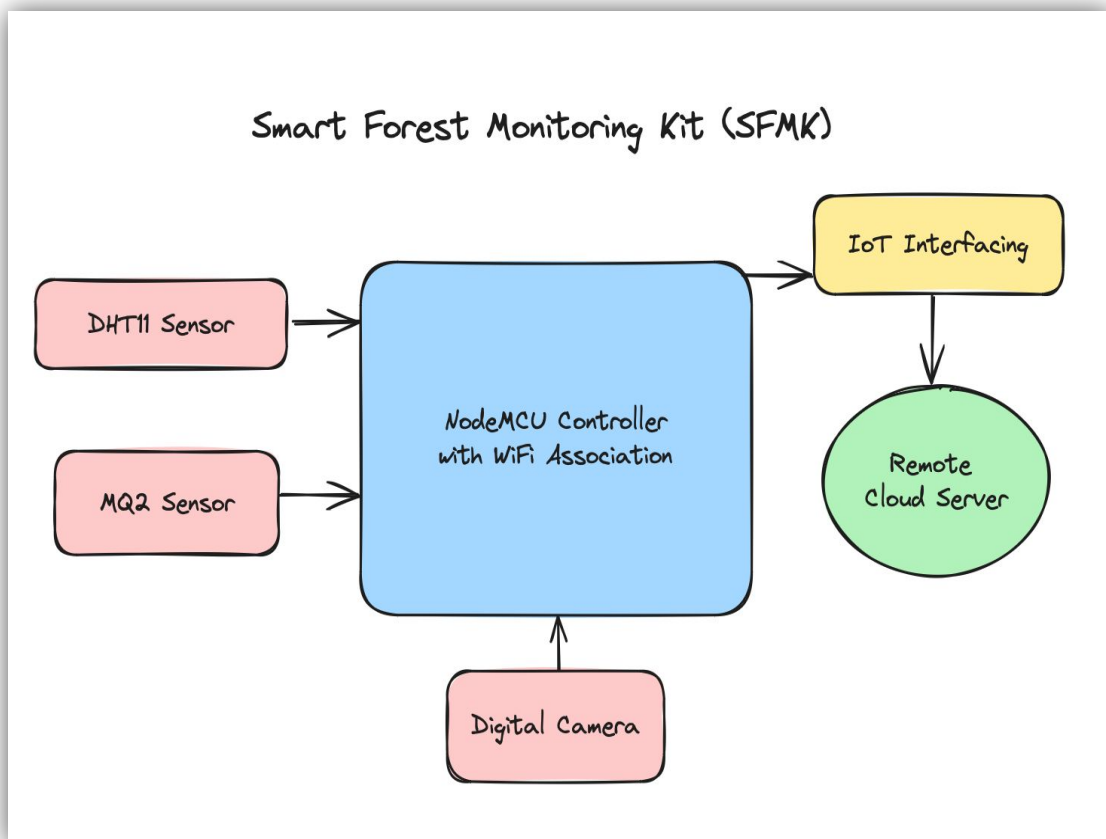 Smart Forest Monitoring Kit (SFMK)
IoT Interfacing
DHT11 Sensor
NodeMCU Controller
with WiFi Association
MQ2 Sensor
Remote
Cloud Server
Digital Camera